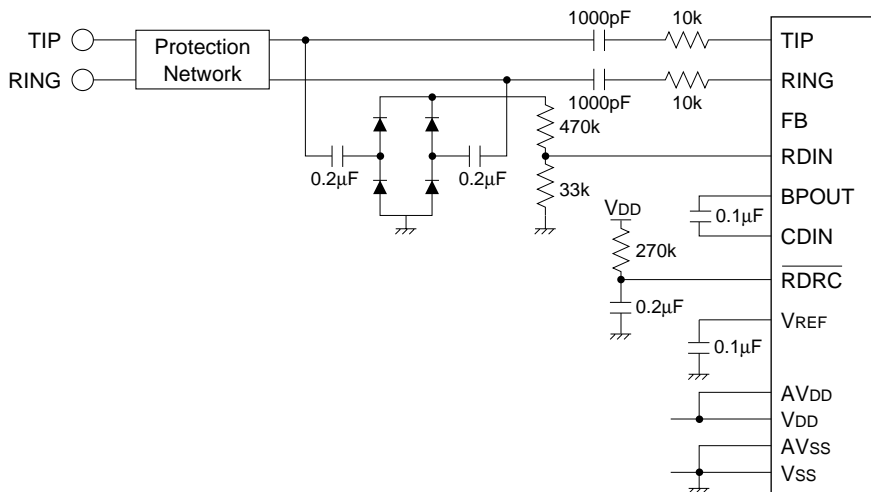 1000pF
10k
TIP
Protection
Network
TIP
RING
1000pF
10k
RING
470k
FB
RDIN
0.2µF
0.2µF
33k
VDD
BPOUT
0.1µF
CDIN
270k
RDRC
0.2µF
VREF
0.1µF
AVDD
VDD
AVSS
VSS